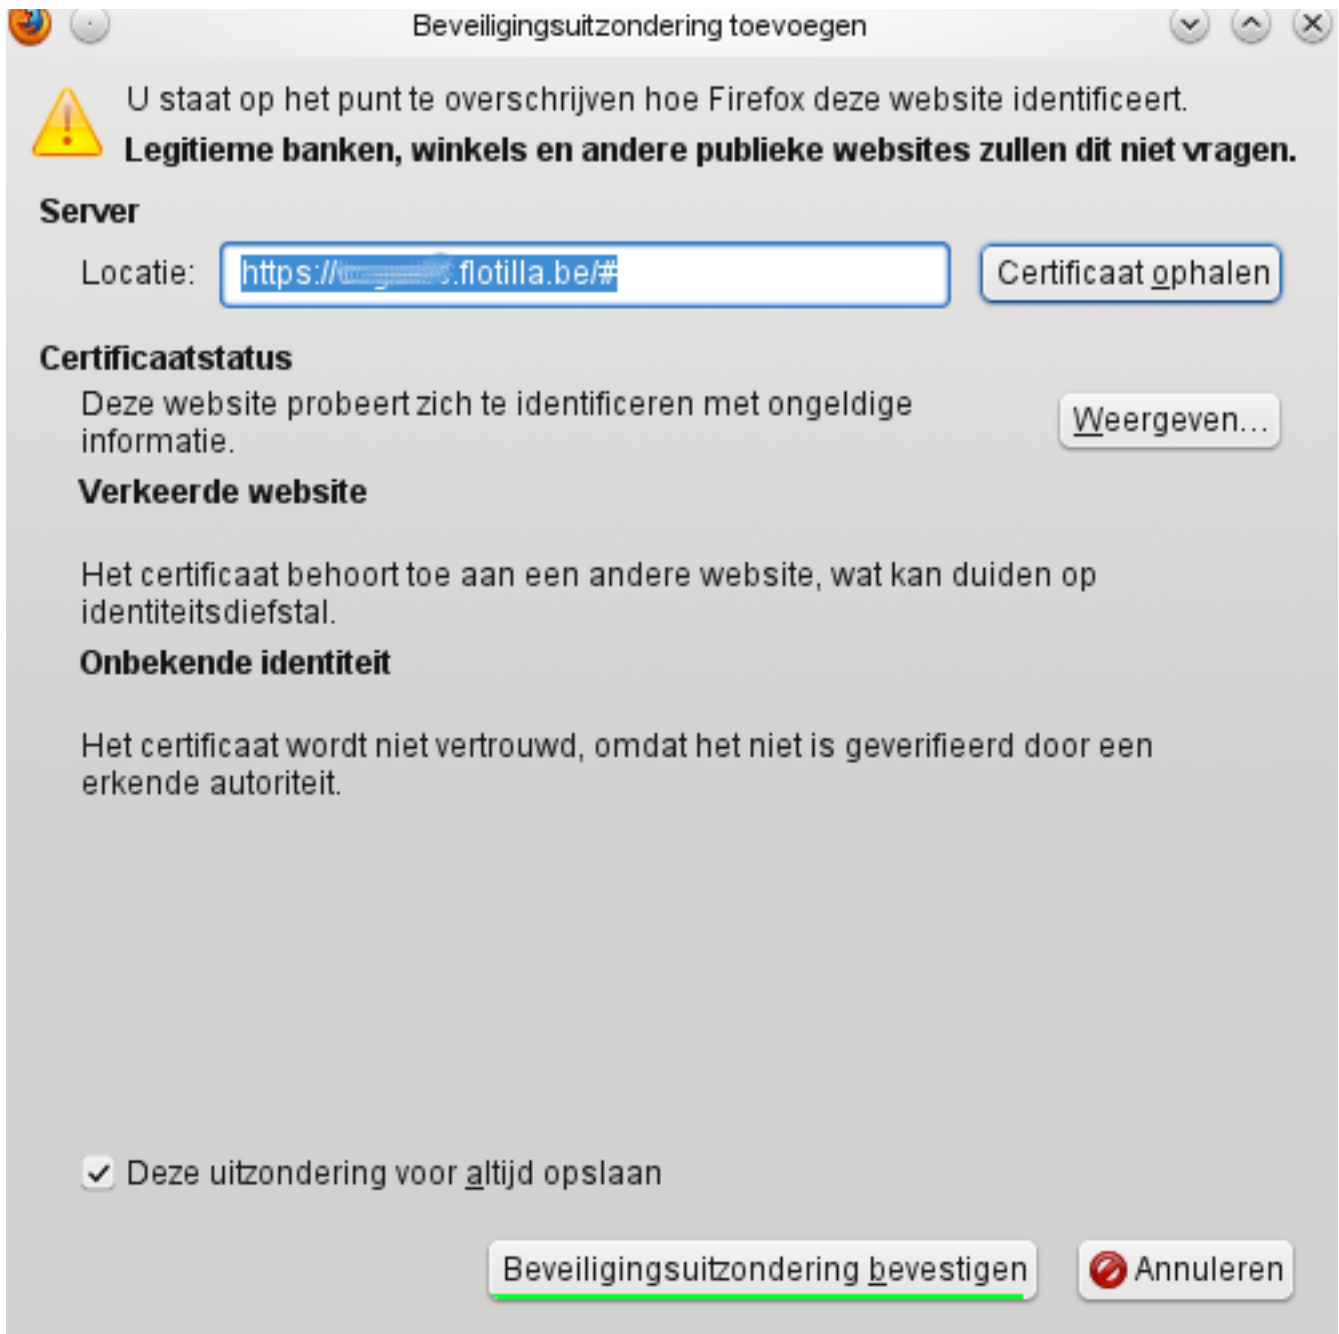 Beveiligingsuitzondering toevoegen
U staat op het punt te overschrijven hoe Firefox deze website identificeert.
Legitieme banken, winkels en andere publieke websites zullen dit niet vragen.
Server
Locatie: https:// .flotilla.be/# Certificaat ophalen
Certificaatstatus
Deze website probeert zich te identificeren met ongeldige
informatie.
Weergeven...
Verkeerde website
Het certificaat behoort toe aan een andere website, wat kan duiden op
identiteitsdiefstal.
Onbekende identiteit
Het certificaat wordt niet vertrouwd, omdat het niet is geverifieerd door een
erkende autoriteit.
Deze uitzondering voor altijd opslaan
Beveiligingsuitzondering bevestigen Annuleren